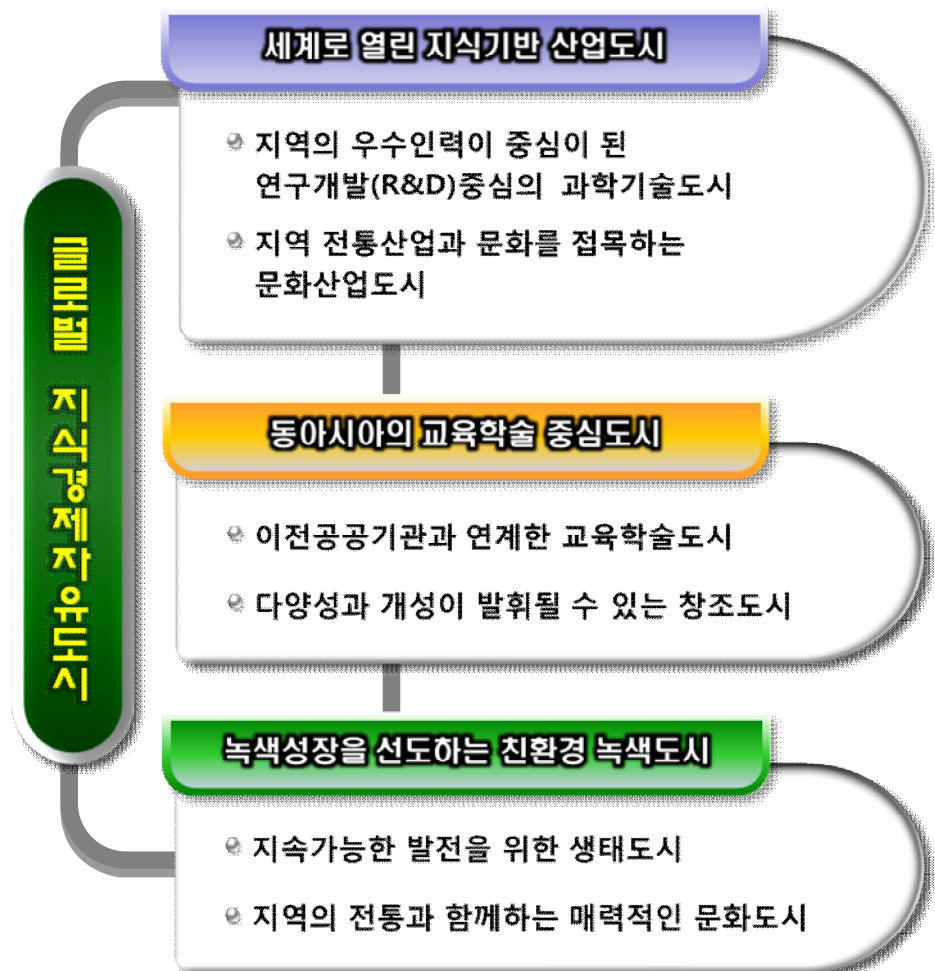 글로벌 지식경제자유도시
세계로 열린 지식기반 산업도시
지역의 우수인력이 중심이 된
연구개발(R&D)중심의 과학기술도시
지역 전통산업과 문화를 접목하는
문화산업도시
동아시아의 교육학술 중심도시
이전공공기관과 연계한 교육학술도시
다양성과 개성이 발휘될 수 있는 창조도시
녹색성장을 선도하는 친환경 녹색도시
지속가능한 발전을 위한 생태도시
지역의 전통과 함께하는 매력적인 문화도시